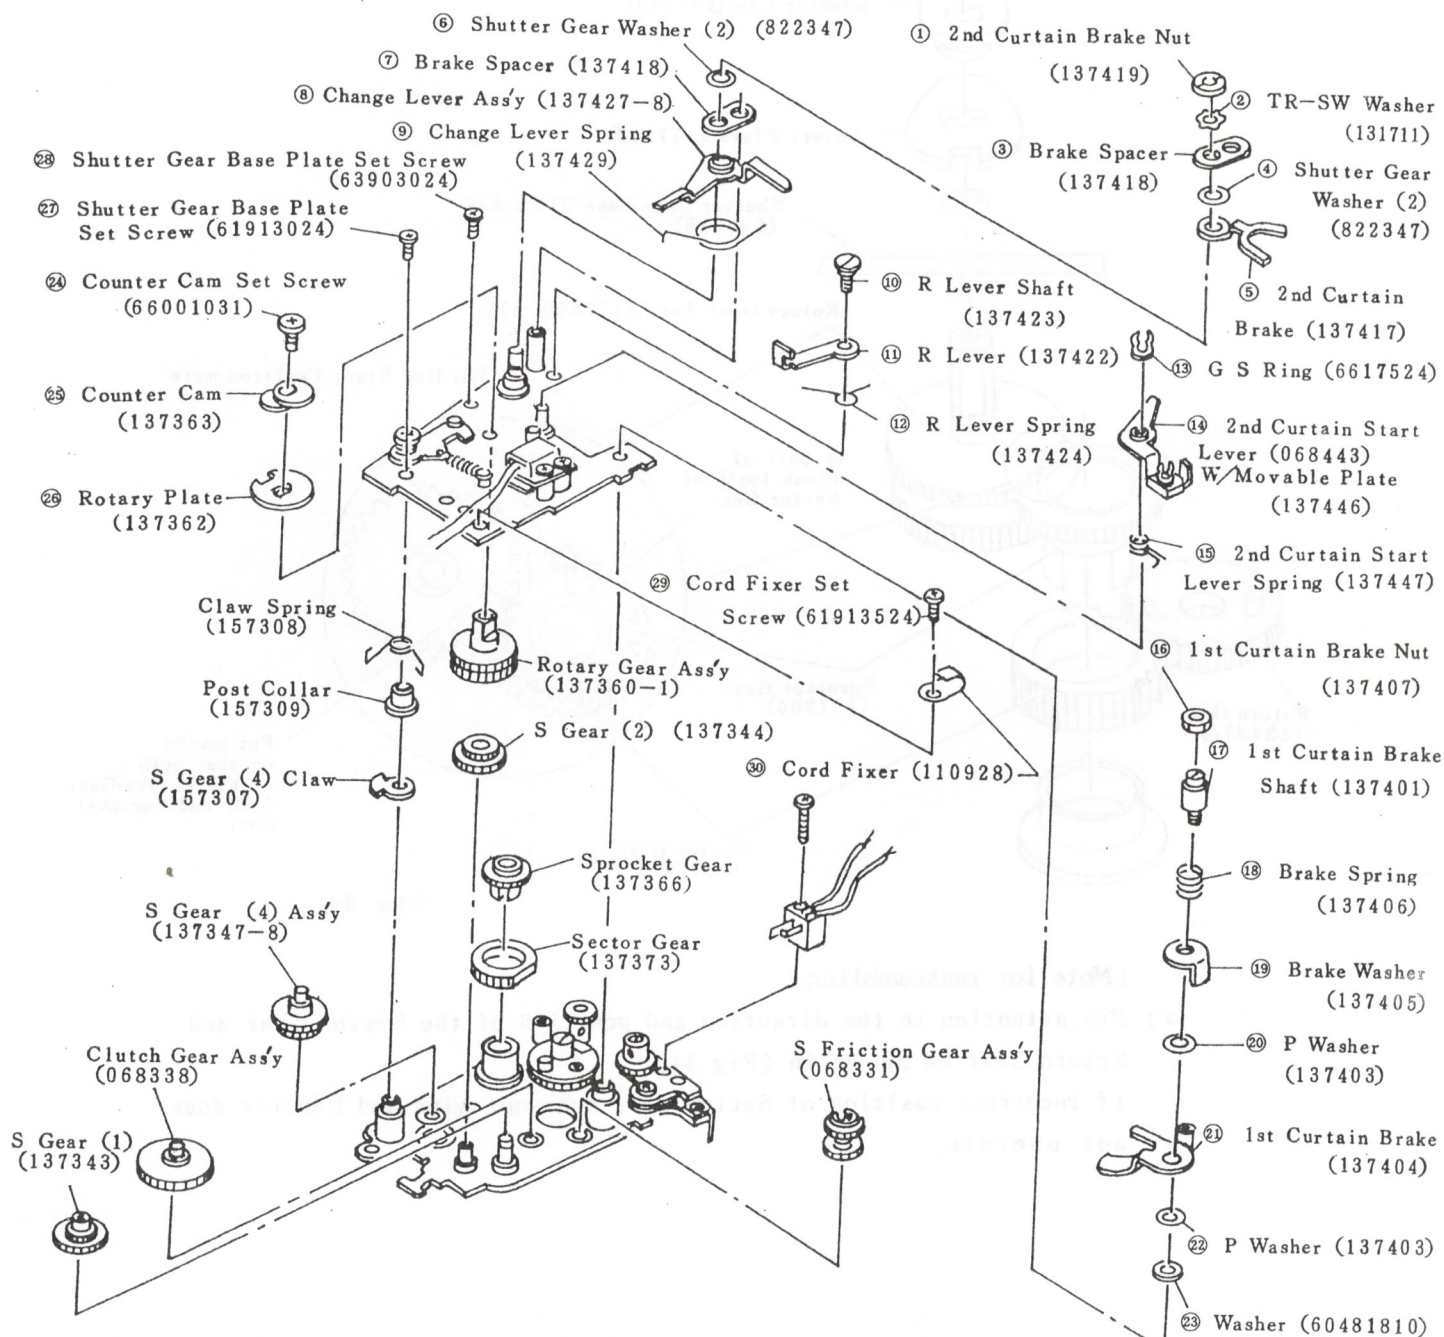 ⑥ Shutter Gear Washer (2) (822347)
⑦ Brake Spacer (137418)
⑧ Change Lever Ass'y (137427-8)
⑨ Change Lever Spring
(137429)
㉘ Shutter Gear Base Plate Set Screw
(63903024)
㉗ Shutter Gear Base Plate
Set Screw (61913024)
㉔ Counter Cam Set Screw
(66001031)
㉕ Counter Cam
(137363)
㉖ Rotary Plate
(137362)
① 2nd Curtain Brake Nut
(137419)
② TR-SW Washer
(131711)
③ Brake Spacer
(137418)
④ Shutter Gear
Washer (2)
(822347)
⑤ 2nd Curtain
Brake (137417)
⑩ R Lever Shaft
(137423)
⑪ R Lever (137422)
⑫ R Lever Spring
(137424)
⑬ G S Ring (6617524)
⑭ 2nd Curtain Start
Lever (068443)
W/Movable Plate
(137446)
⑮ 2nd Curtain Start
Lever Spring (137447)
㉙ Cord Fixer Set
Screw (61913524)
Claw Spring
(157308)
Rotary Gear Ass'y
(137360-1)
Post Collar
(157309)
S Gear (2) (137344)
S Gear (4) Claw
(157307)
㉚ Cord Fixer (110928)
⑯ 1st Curtain Brake Nut
(137407)
⑰ 1st Curtain Brake
Shaft (137401)
⑱ Brake Spring
(137406)
⑲ Brake Washer
(137405)
⑳ P Washer
(137403)
㉑ 1st Curtain Brake
(137404)
㉒ P Washer (137403)
㉓ Washer (60481810)
Sprocket Gear
(137366)
Sector Gear
(137373)
S Gear (4) Ass'y
(137347-8)
Clutch Gear Ass'y
(068338)
S Gear (1)
(137343)
S Friction Gear Ass'y
(068331)